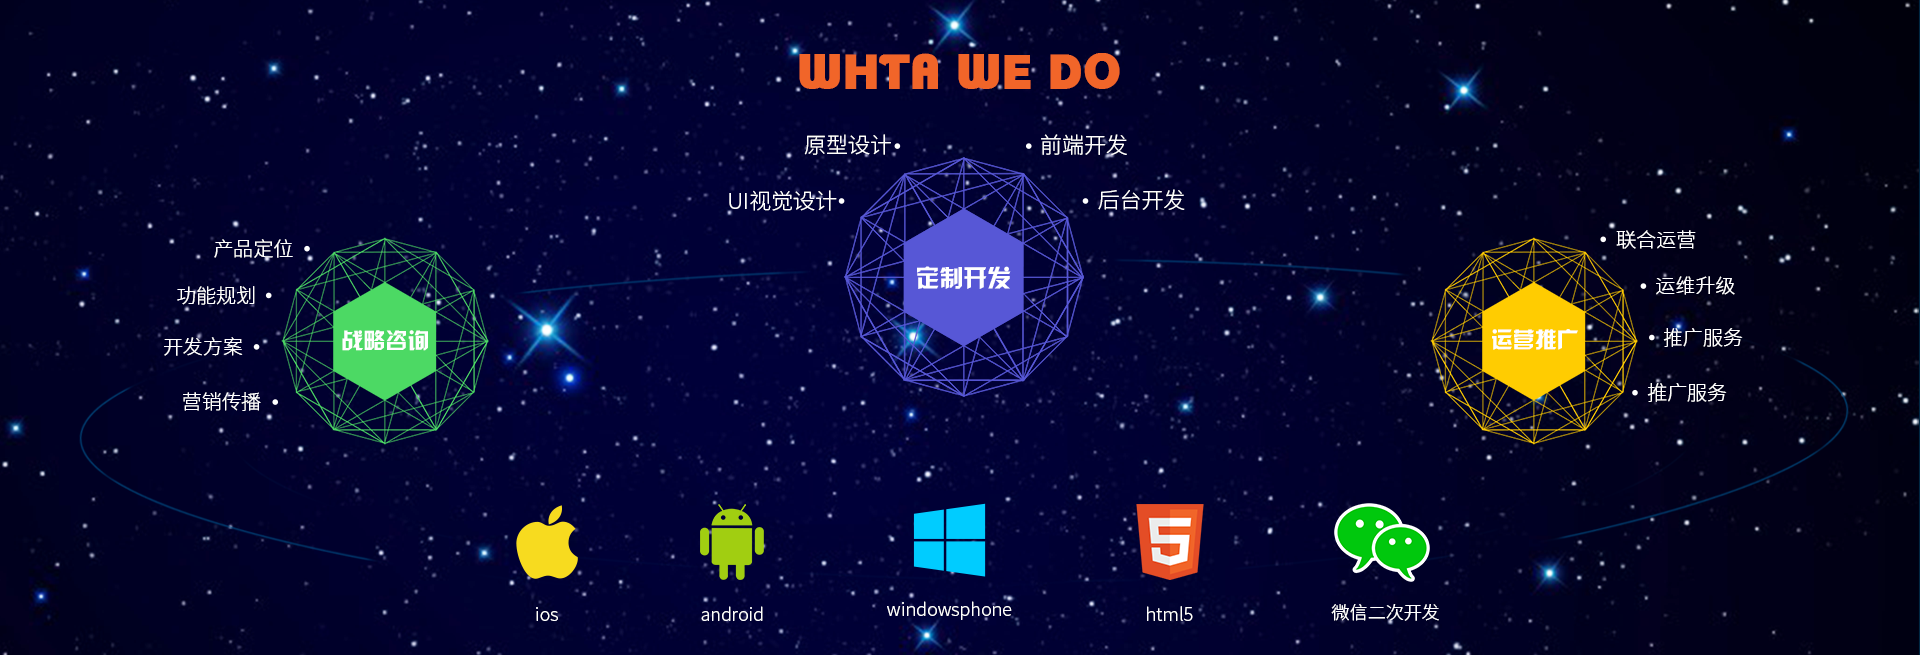 WHTA WE DO
原型设计
UI视觉设计
前端开发
后台开发
定制开发
产品定位
功能规划
开发方案
营销传播
战略咨询
联合运营
运维升级
推广服务
推广服务
运营推广
ios
android
windowsphone
html5
微信二次开发